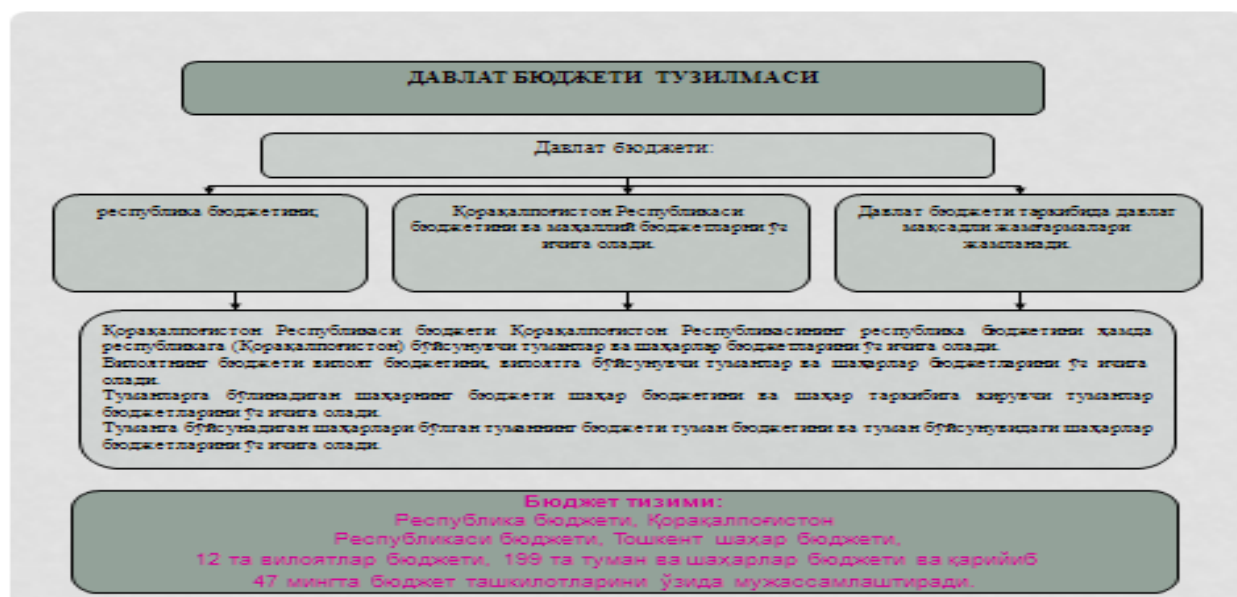 ДАВЛАТ БЮДЖЕТИ ТУЗИЛМАСИ
Давлат бюджети:
республика бюджетини;
Қорақалпоғистон Республикаси
бюджетини ва маҳаллий бюджетларни ўз
ичига олади.
Давлат бюджети таркибида давлат
мақсадли жамғармалари
жамланади.
Қорақалпоғистон Республикаси бюджети Қорақалпоғистон Республикасининг республика бюджетини ҳамда
республикага (Қорақалпоғистон) бўйсунувчи туманлар ва шаҳарлар бюджетларини ўз ичига олади.
Вилоятнинг бюджети вилоят бюджетини, вилоятга бўйсунувчи туманлар ва шаҳарлар бюджетларини ўз ичига
олади.
Туманларга бўлинадиган шаҳарнинг бюджети шаҳар бюджетини ва шаҳар таркибига кирувчи туманлар
бюджетларини ўз ичига олади.
Туманга бўйсунадиган шаҳарлари бўлган туманнинг бюджети туман бюджетини ва туман бўйсунувидаги шаҳарлар
бюджетларини ўз ичига олади.
Бюджет тизими:
Республика бюджети, Қорақалпоғистон
Республикаси бюджети, Тошкент шаҳар бюджети,
12 та вилоятлар бюджети, 199 та туман ва шаҳарлар бюджети ва қарийиб
47 мингта бюджет ташкилотларини ўзида мужассамлаштиради.